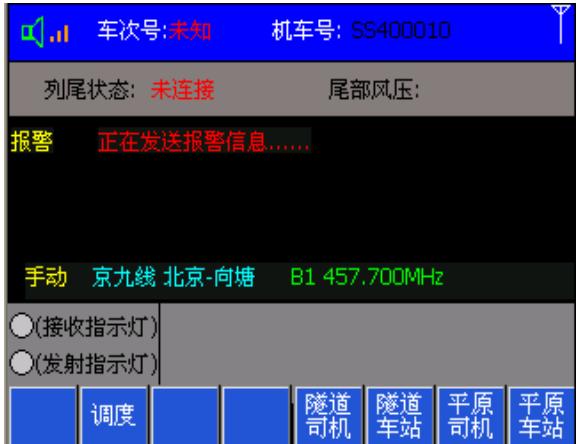 车次号:未知 机车号: SS400010
列尾状态: 未连接 尾部风压:
报警 正在发送报警信息......
手动 京九线 北京-向塘 B1 457.700MHz
(接收指示灯)
(发射指示灯)
调度 隧道司机 隧道车站 平原司机 平原车站